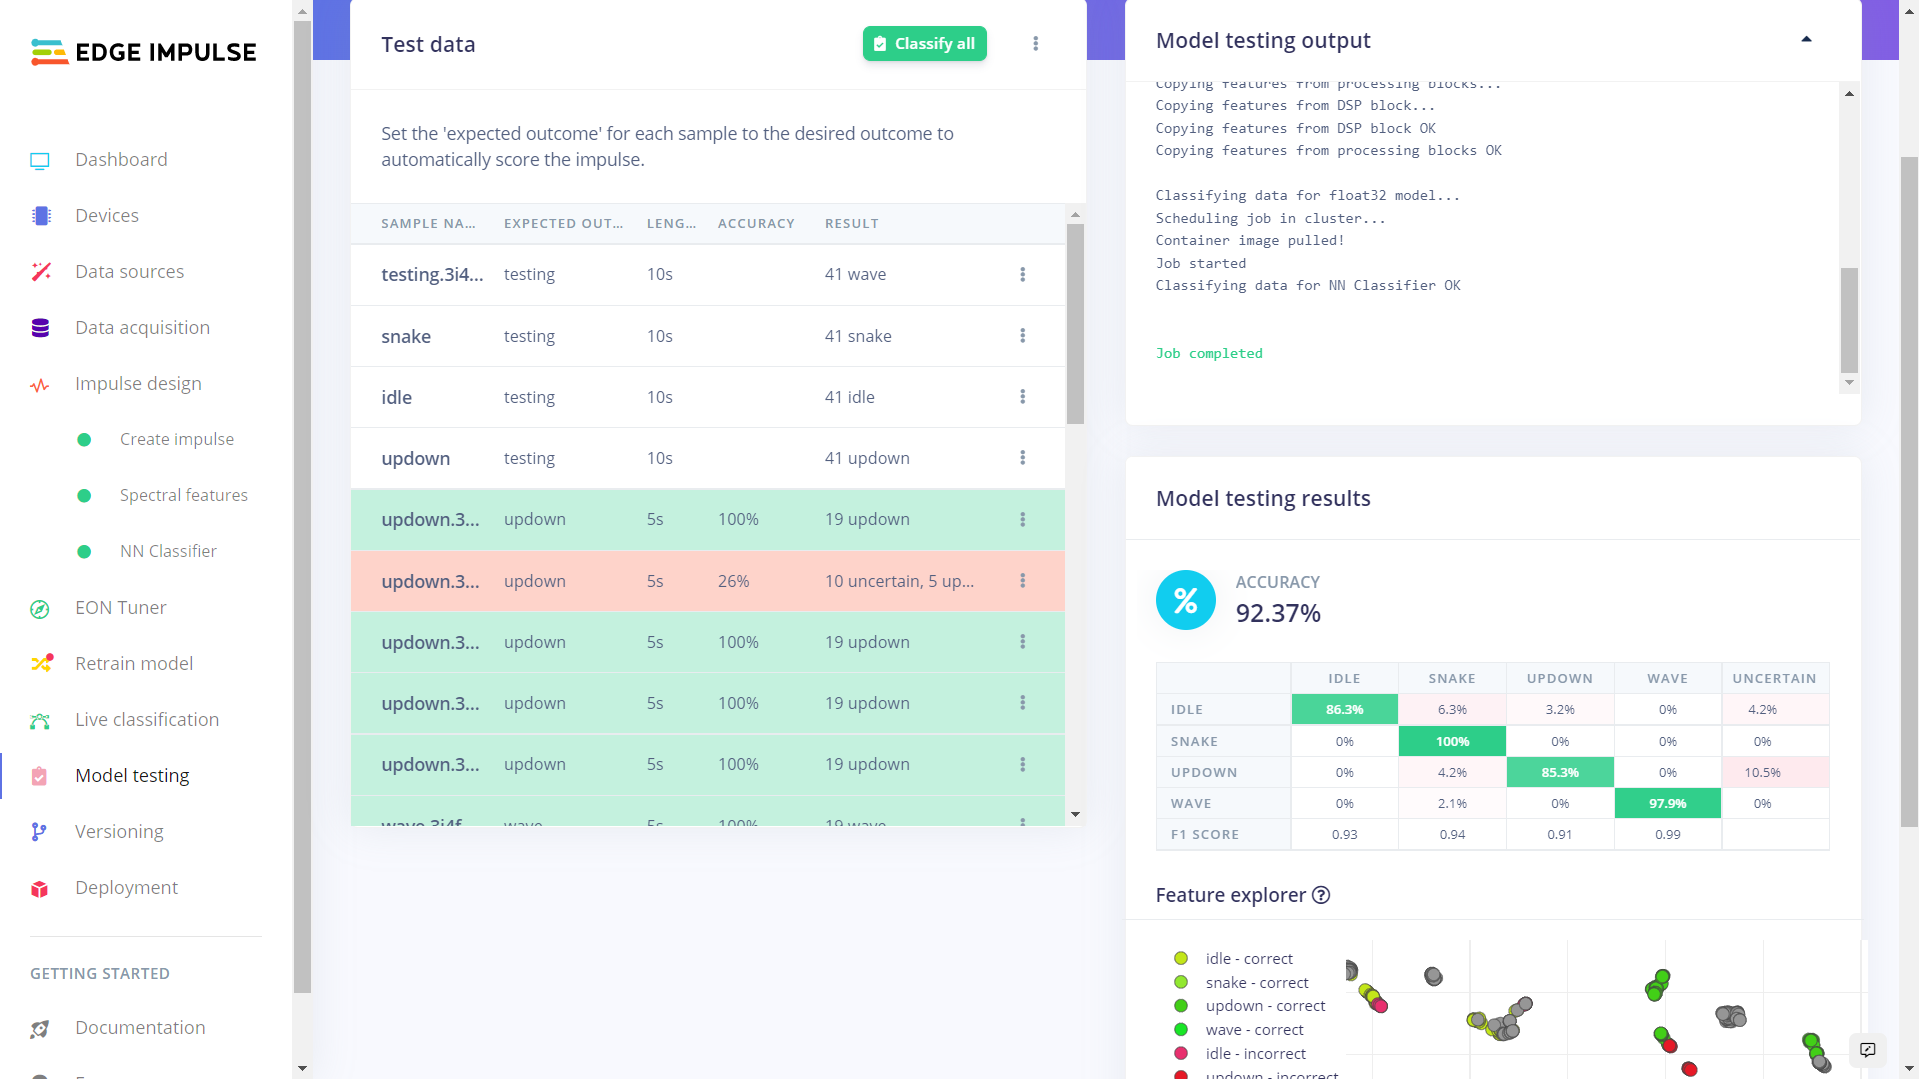 EDGE IMPULSE
Dashboard
Devices
Data sources
Data acquisition
Impulse design
Create impulse
Spectral features
NN Classifier
EON Tuner
Retrain model
Live classification
Model testing
Versioning
Deployment
GETTING STARTED
Documentation
Test data
Classify all
Set the 'expected outcome' for each sample to the desired outcome to
automatically score the impulse.
SAMPLE NA... EXPECTED OUT... LENG... ACCURACY RESULT
testing.3i4... testing 10s 41 wave
snake testing 10s 41 snake
idle testing 10s 41 idle
updown testing 10s 41 updown
updown.3... updown 5s 100% 19 updown
updown.3... updown 5s 26% 10 uncertain, 5 up...
updown.3... updown 5s 100% 19 updown
updown.3... updown 5s 100% 19 updown
updown.3... updown 5s 100% 19 updown
wave.3i4f wave 5s 100% 19 wave
Model testing output
Copying features from processing blocks...
Copying features from DSP block...
Copying features from DSP block OK
Copying features from processing blocks OK
Classifying data for float32 model...
Scheduling job in cluster...
Container image pulled!
Job started
Classifying data for NN Classifier OK
Job completed
Model testing results
%
ACCURACY
92.37%
IDLE SNAKE UPDOWN WAVE UNCERTAIN
IDLE 86.3% 6.3% 3.2% 0% 4.2%
SNAKE 0% 100% 0% 0% 0%
UPDOWN 0% 4.2% 85.3% 0% 10.5%
WAVE 0% 2.1% 0% 97.9% 0%
F1 SCORE 0.93 0.94 0.91 0.99
Feature explorer ?
idle - correct
snake - correct
updown - correct
wave - correct
idle - incorrect
updown - incorrect